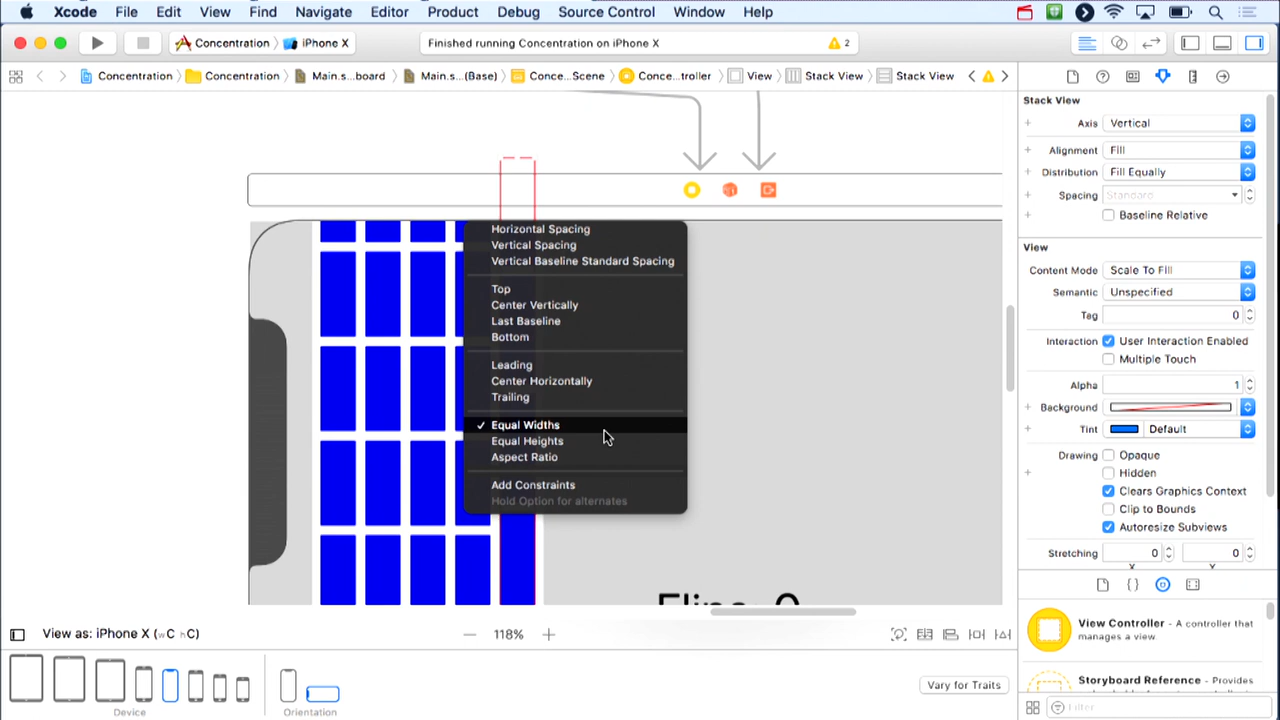 Xcode File Edit View Find Navigate Editor Product Debug Source Control Window Help
Concentration iPhone X
Finished running Concentration on iPhone X
2
Concentration Concentration Main.s...board Main.s...(Base) Conce...Scene Conce...troller View Stack View Stack View
Horizontal Spacing
Vertical Spacing
Vertical Baseline Standard Spacing
Top
Center Vertically
Last Baseline
Bottom
Leading
Center Horizontally
Trailing
✓ Equal Widths
Equal Heights
Aspect Ratio
Add Constraints
Hold Option for alternates
Flips: 0
View as: iPhone X (wC hC)
118%
Device
Orientation
Vary for Traits
Stack View
Axis Vertical
Alignment Fill
Distribution Fill Equally
Spacing Standard
Baseline Relative
View
Content Mode Scale To Fill
Semantic Unspecified
Tag 0
Interaction User Interaction Enabled
Multiple Touch
Alpha 1
Background
Tint Default
Drawing Opaque
Hidden
Clears Graphics Context
Clip to Bounds
Autoresize Subviews
Stretching 0 0
View Controller - A controller
that manages a view.
Storyboard Reference - Provides
Filter